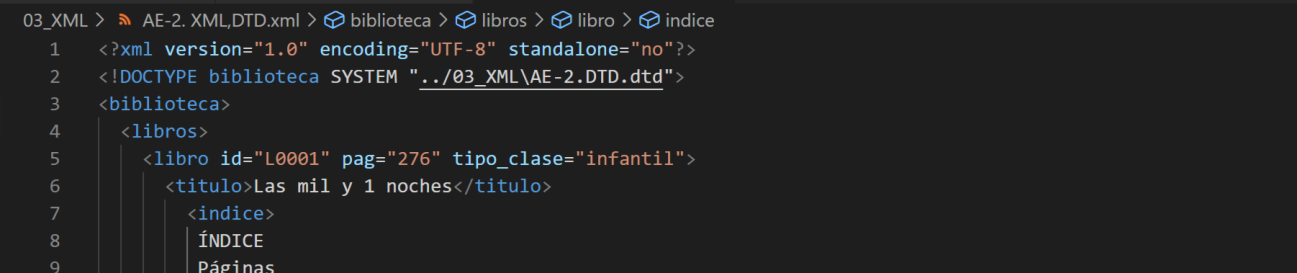 03_XML > AE-2. XML,DTD.xml > biblioteca > libros > libro > indice
1 <?xml version="1.0" encoding="UTF-8" standalone="no"?>
2 <!DOCTYPE biblioteca SYSTEM "../03_XML\AE-2.DTD.dtd">
3 <biblioteca>
4 <libros>
5 <libro id="L0001" pag="276" tipo_clase="infantil">
6 <titulo>Las mil y 1 noches</titulo>
7 <indice>
8 ÍNDICE
9 Páginas